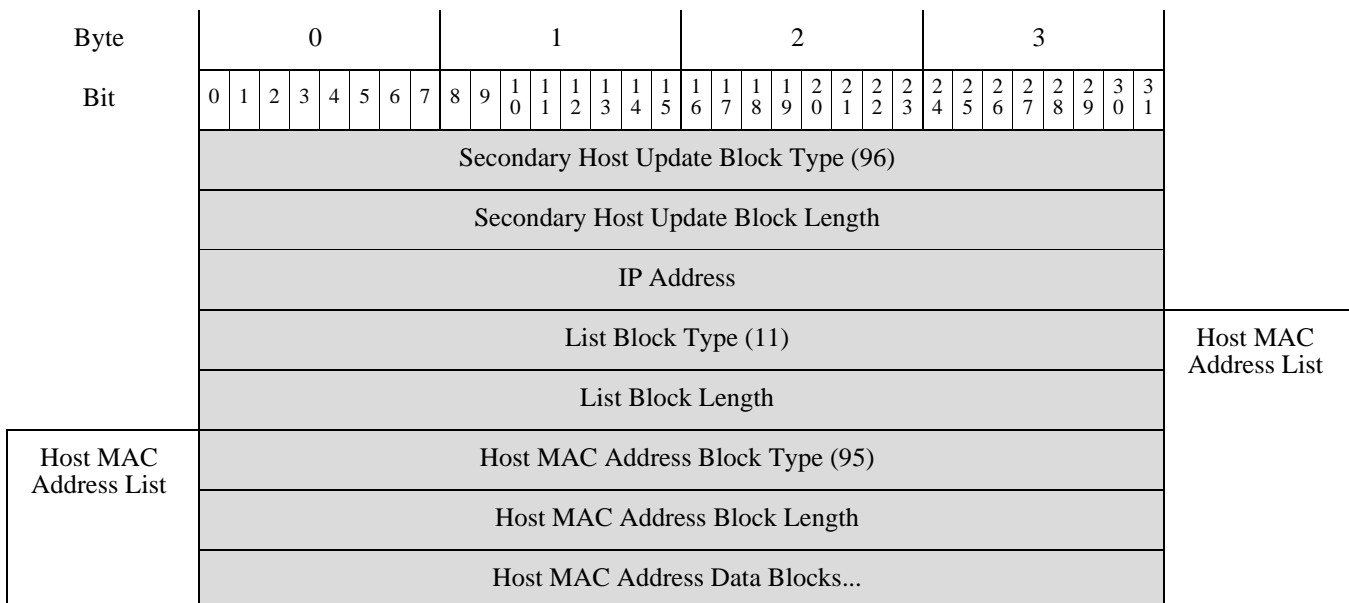 Byte 0 1 2 3
Bit 0 1 2 3 4 5 6 7 8 9 10 11 12 13 14 15 16 17 18 19 20 21 22 23 24 25 26 27 28 29 30 31
Secondary Host Update Block Type (96)
Secondary Host Update Block Length
IP Address
List Block Type (11)
Host MAC
Address List
List Block Length
Host MAC
Address List
Host MAC Address Block Type (95)
Host MAC Address Block Length
Host MAC Address Data Blocks...